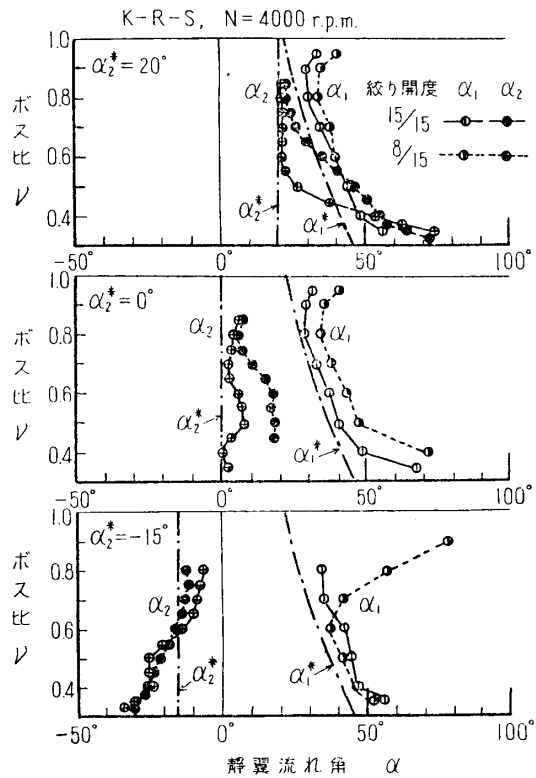 K-R-S, N=4000 r.p.m.
α₂*=20°
α₂
α₁
絞り開度 α₁ α₂
15/15
8/15
α₂*
α₁*
ボス比 ν
1.0
0.8
0.6
0.4
-50° 0° 50° 100°
α₂*=0°
α₂
α₁
α₂*
α₁*
ボス比 ν
1.0
0.8
0.6
0.4
-50° 0° 50° 100°
α₂*=-15°
α₂
α₁
α₂*
α₁*
ボス比 ν
1.0
0.8
0.6
0.4
-50° 0° 50° 100°
静翼流れ角 α